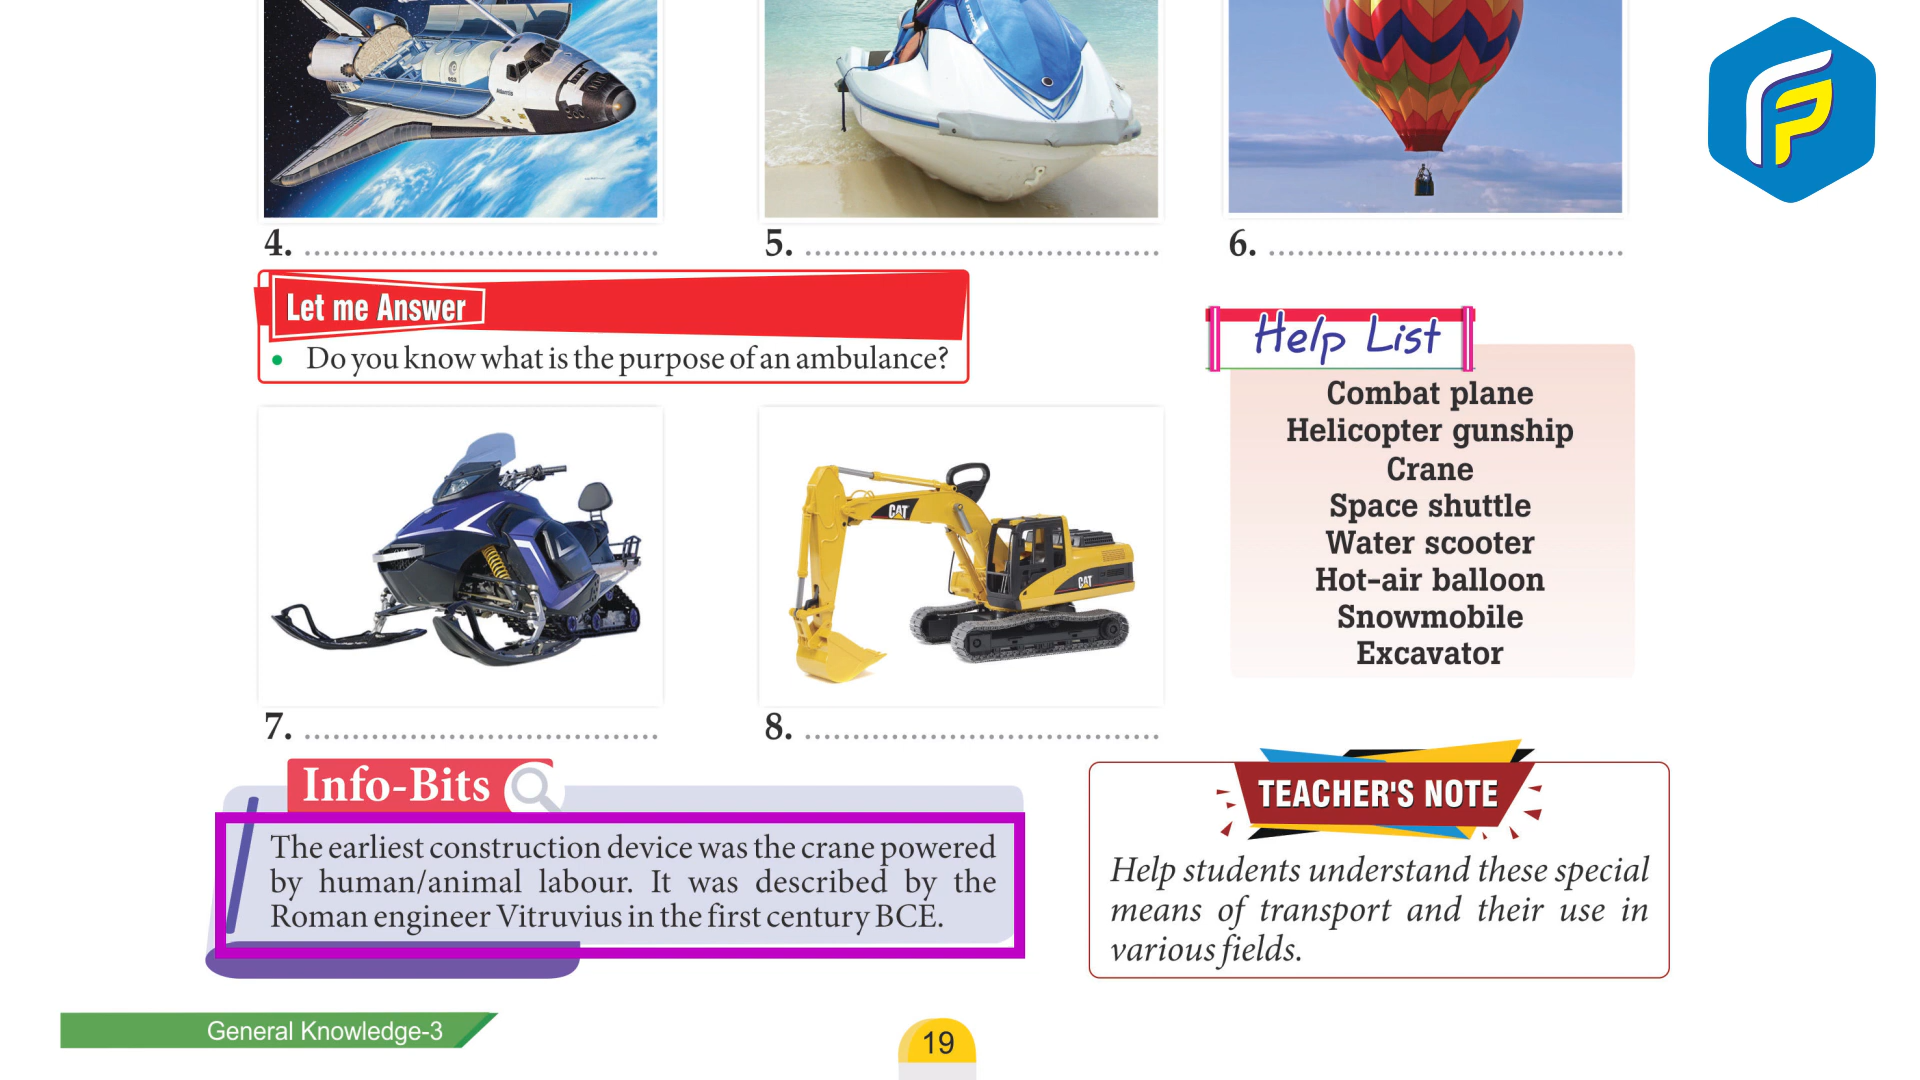 4. ....................................
5. ....................................
6. ....................................
Let me Answer
• Do you know what is the purpose of an ambulance?
Help List
Combat plane
Helicopter gunship
Crane
Space shuttle
Water scooter
Hot-air balloon
Snowmobile
Excavator
CAT
CAT
7. ....................................
8. ....................................
Info-Bits
The earliest construction device was the crane powered
by human/animal labour. It was described by the
Roman engineer Vitruvius in the first century BCE.
TEACHER'S NOTE
Help students understand these special
means of transport and their use in
various fields.
General Knowledge-3
19